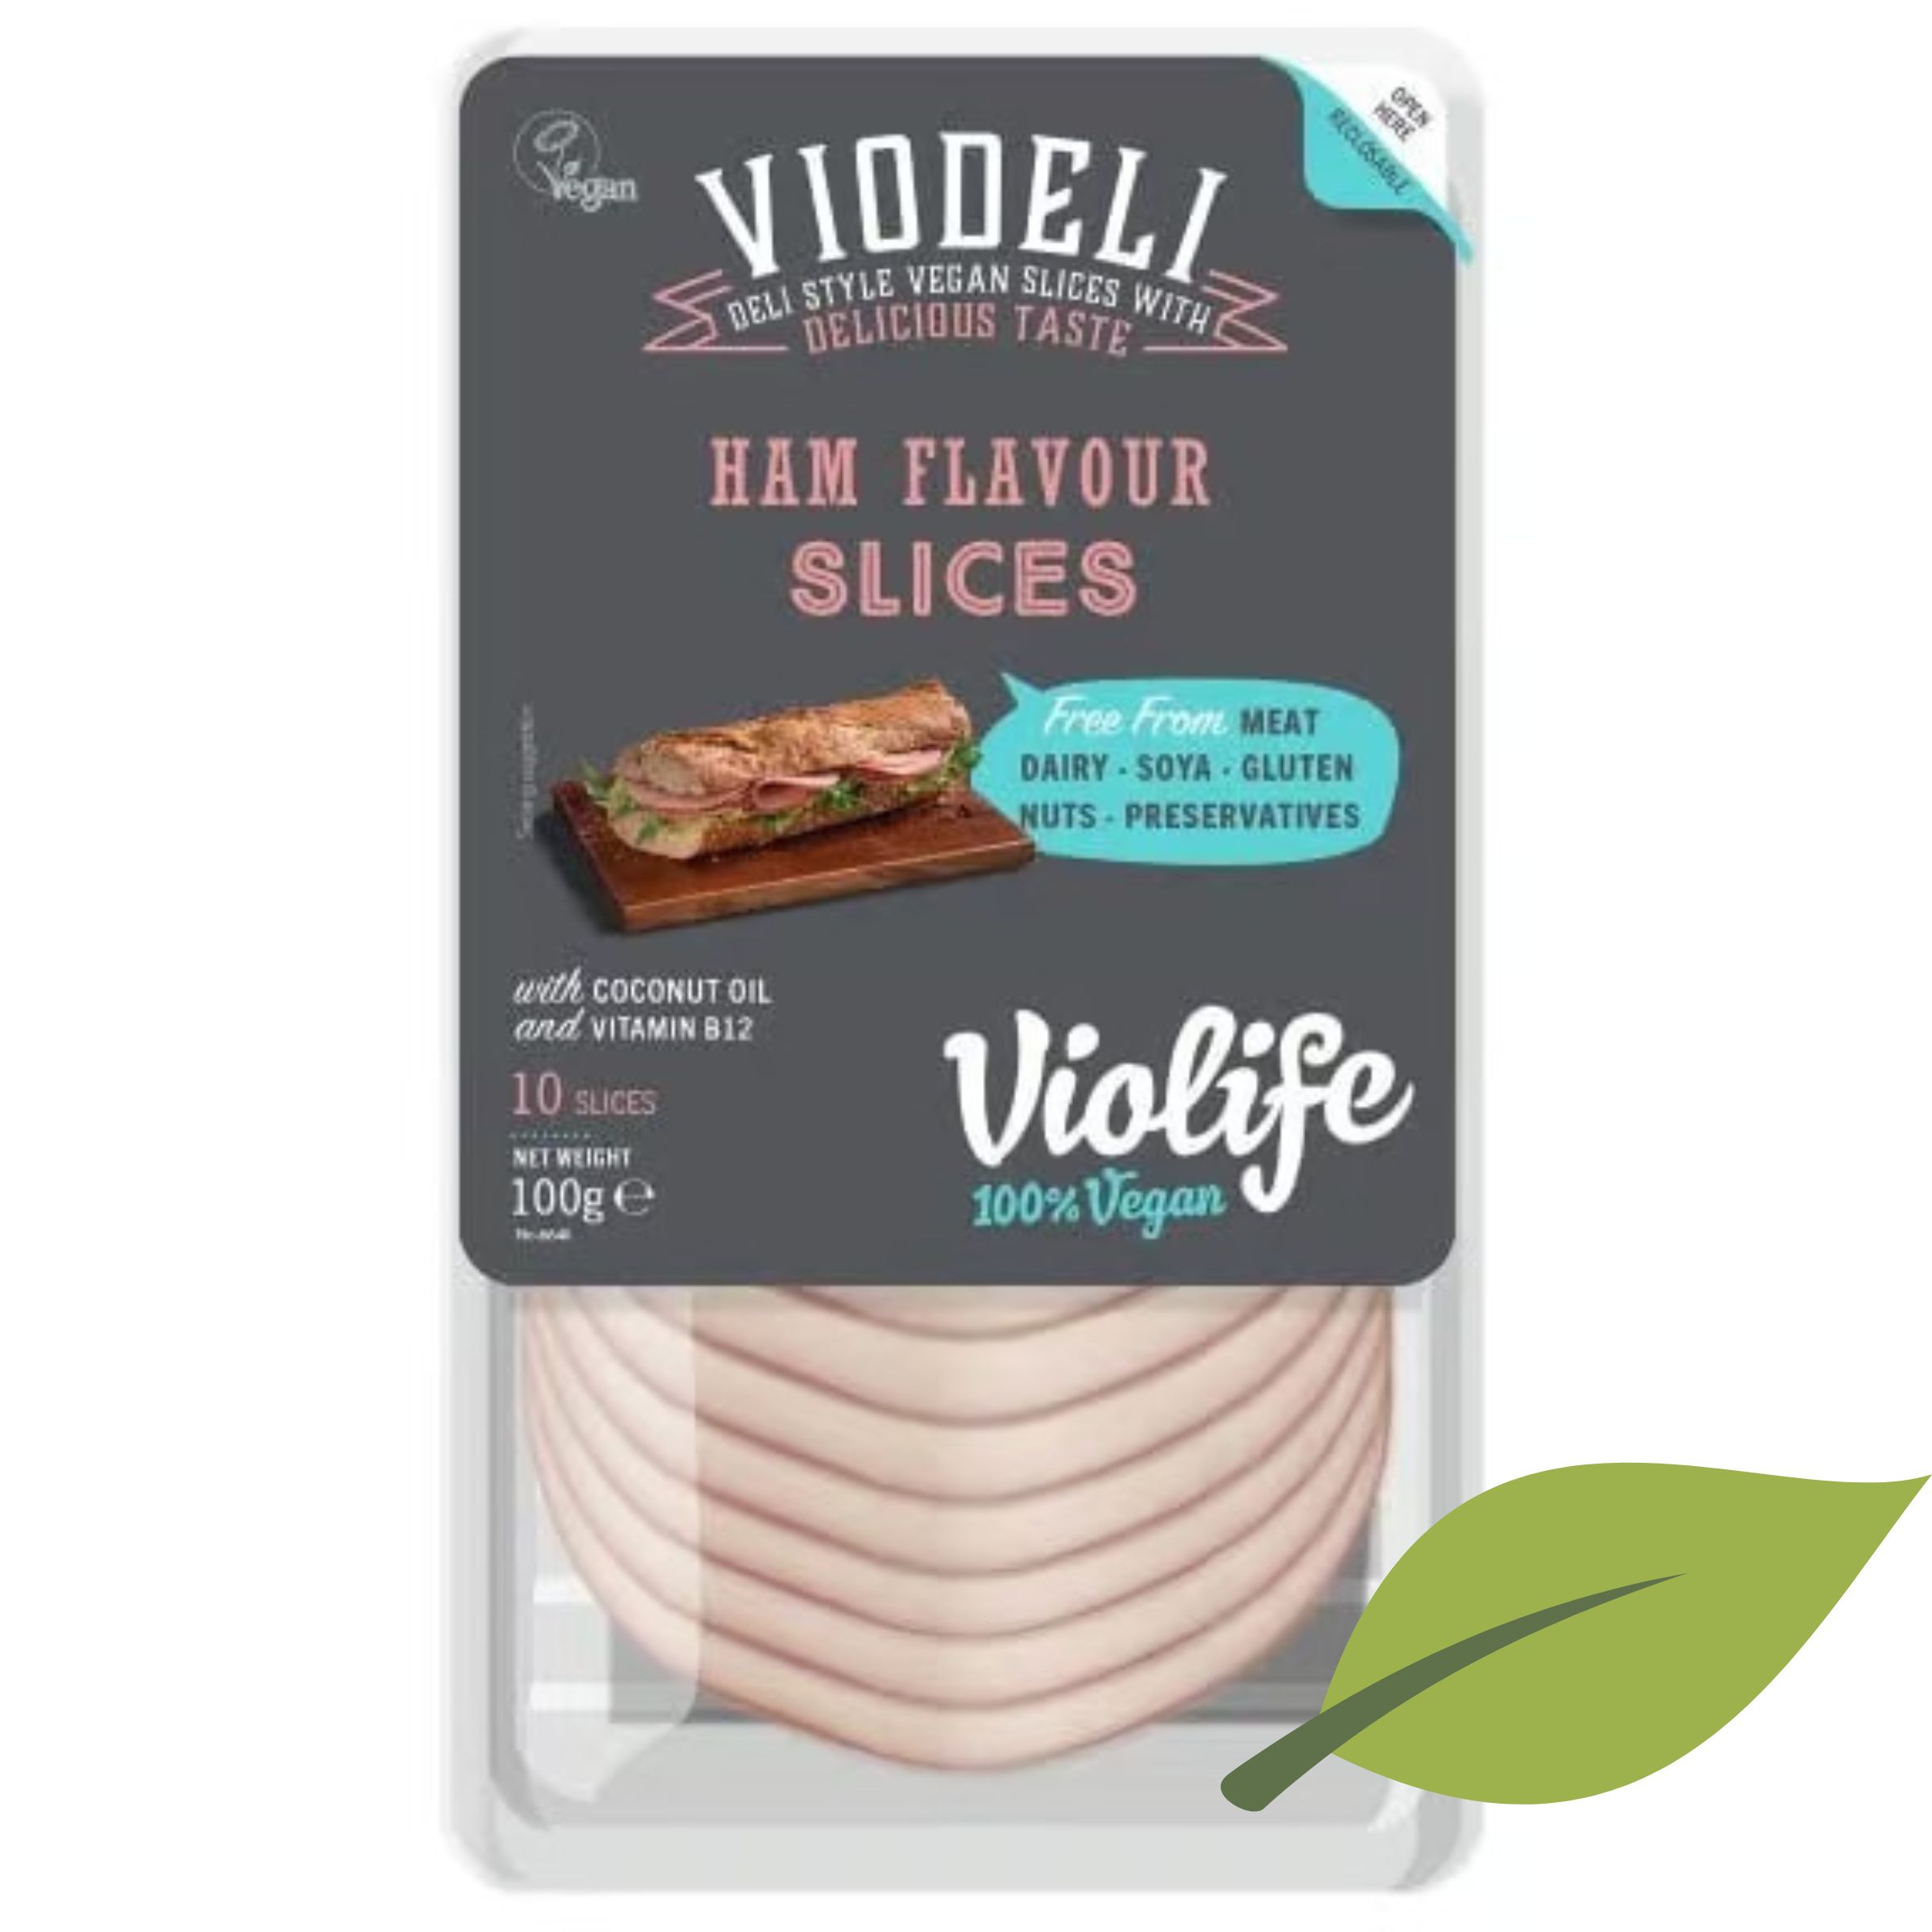 Vegan
OPEN
HERE
RECLOSABLE
VIODELI
DELI STYLE VEGAN SLICES WITH
DELICIOUS TASTE
HAM FLAVOUR
SLICES
Free From MEAT
DAIRY - SOYA - GLUTEN
NUTS - PRESERVATIVES
with COCONUT OIL
and VITAMIN B12
10 SLICES
NET WEIGHT
100g ℮
Violife
100% Vegan